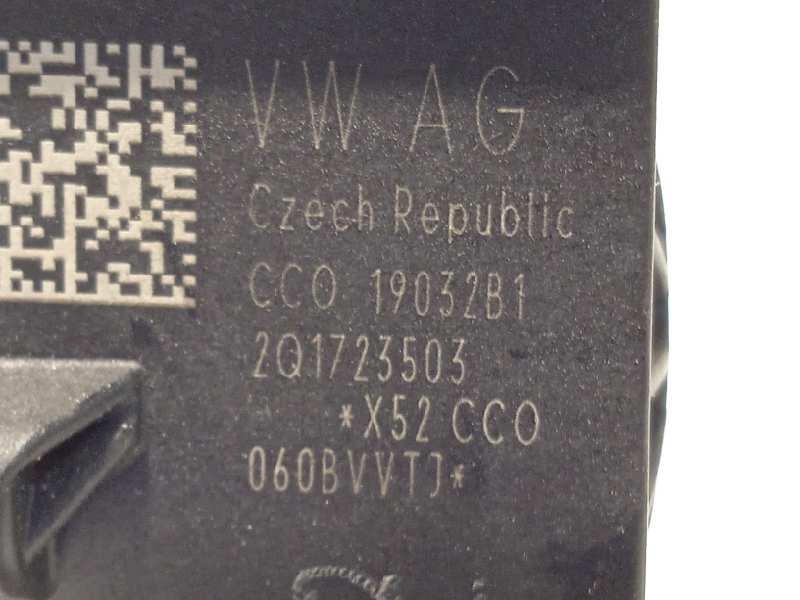 VW AG
Czech Republic
CCO 19032B1
2Q1723503
*X52 CCO
060BVVTJ*